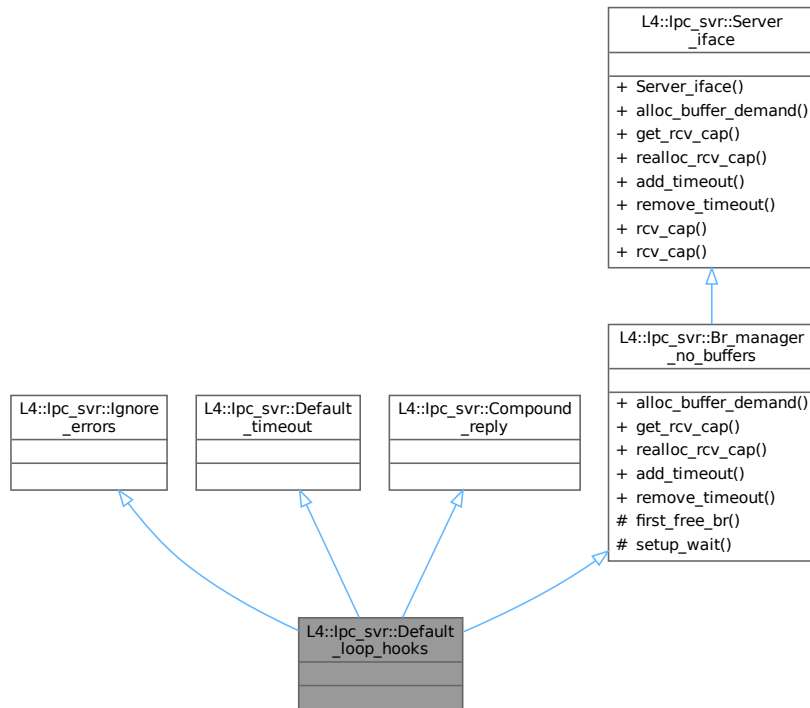 L4::Ipc_svr::Server
_iface
+ Server_iface()
+ alloc_buffer_demand()
+ get_rcv_cap()
+ realloc_rcv_cap()
+ add_timeout()
+ remove_timeout()
+ rcv_cap()
+ rcv_cap()
L4::Ipc_svr::Br_manager
_no_buffers
+ alloc_buffer_demand()
+ get_rcv_cap()
+ realloc_rcv_cap()
+ add_timeout()
+ remove_timeout()
# first_free_br()
# setup_wait()
L4::Ipc_svr::Ignore
_errors
L4::Ipc_svr::Default
_timeout
L4::Ipc_svr::Compound
_reply
L4::Ipc_svr::Default
_loop_hooks